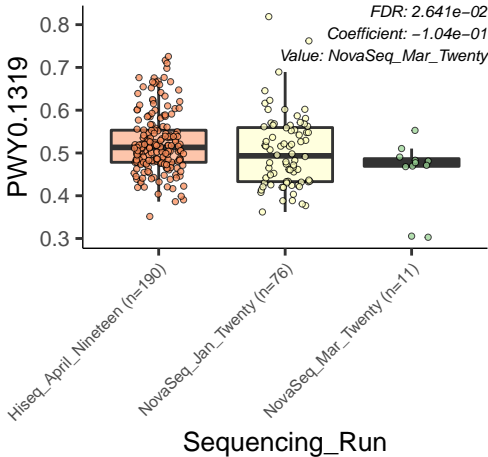 FDR: 2.641e−02
Coefficient: −1.04e−01
Value: NovaSeq_Mar_Twenty
PWY0.1319
0.8
0.7
0.6
0.5
0.4
0.3
Hiseq_April_Nineteen (n=190)
NovaSeq_Jan_Twenty (n=76)
NovaSeq_Mar_Twenty (n=11)
Sequencing_Run